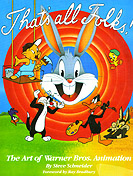 That's all Folks!
The Art of Warner Bros. Animation
By Steve Schneider
Foreword by Ray Bradbury